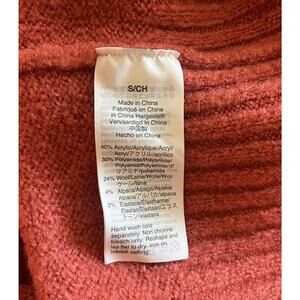 S/CH
Made in China
Fabriqué en Chine
in China Hergestellt
Vervaardigd in China
中国製
Hecho en China
40% Acrylic/Acrylique/Acryl/
Acryl/アクリル/acrílico
30% Polyamide/Polyamide/
リアミド/poliamida
24% Wool/Laine/Wolle/Wol/
ウール/lana
4% Alpaca/Alpaga/Alpaka/
Alpaca/アルパカ/alpaca
2% Elastane/Elasthanne/
Elastan/Elastaan/エラス
elastano
Hand wash cold
separately. Non chlorine
bleach only. Reshape and
lay flat to dry. Iron on
lowest setting.